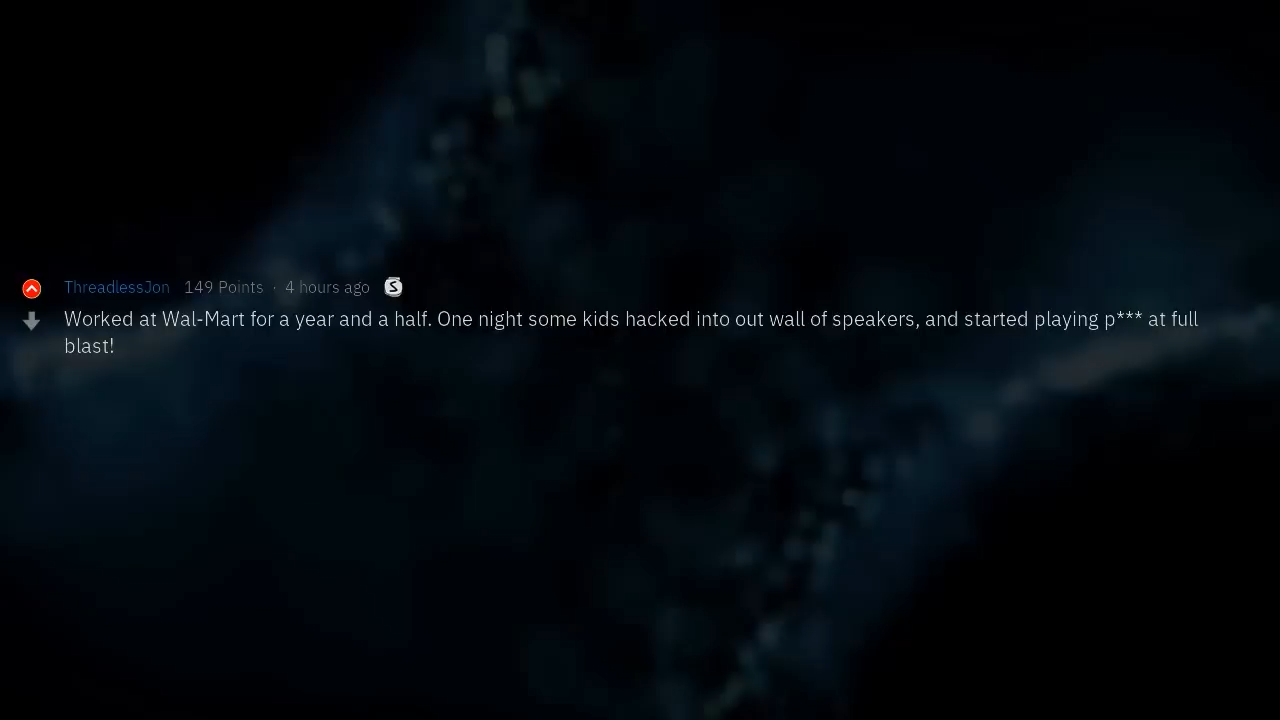 ThreadlessJon 149 Points · 4 hours ago S
Worked at Wal-Mart for a year and a half. One night some kids hacked into out wall of speakers, and started playing p*** at full
blast!